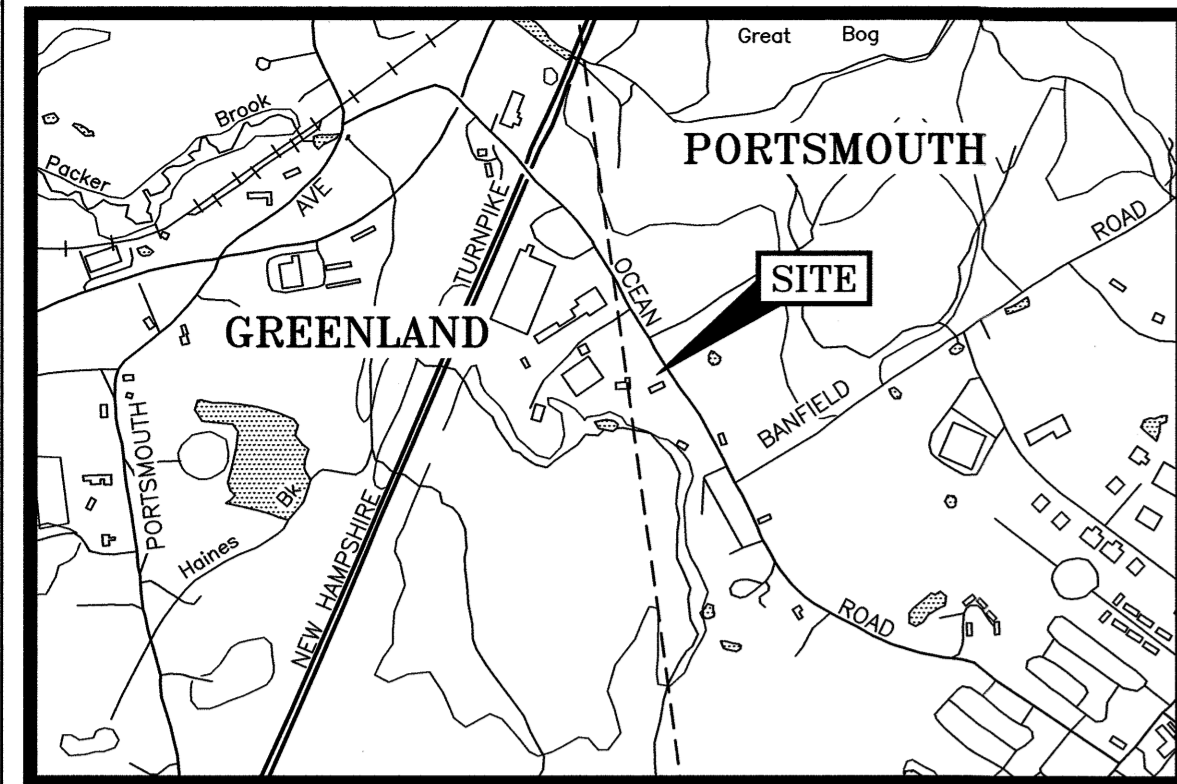 Great Bog
Brook
Packer
PORTSMOUTH
AVE
TURNPIKE
ROAD
OCEAN
SITE
GREENLAND
BANFIELD
PORTSMOUTH
Bk.
Haines
NEW HAMPSHIRE
ROAD